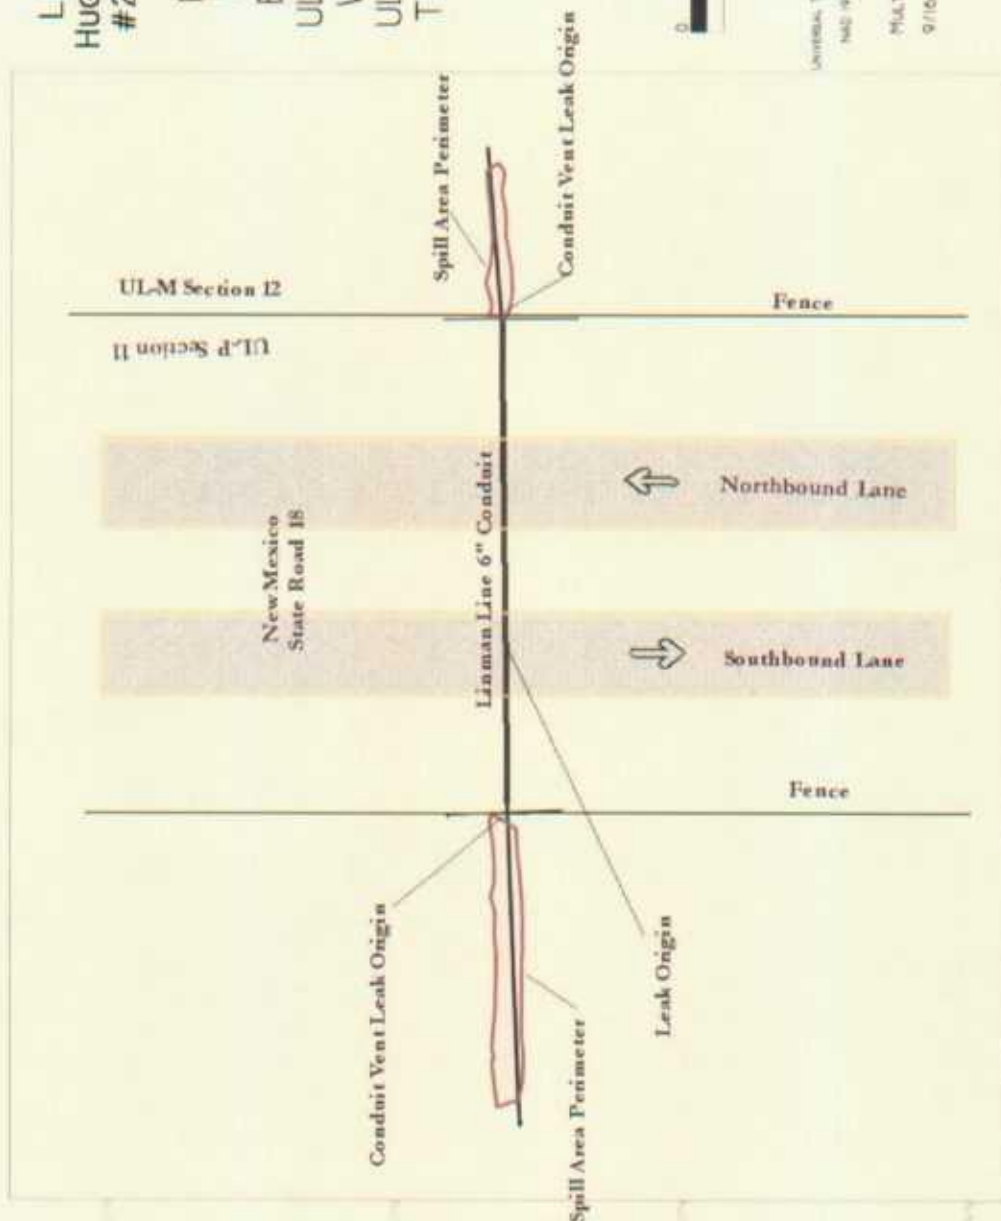 UL-M Section 12
UL-P Section 11
New Mexico
State Road 18
Linman Line 6" Conduit
Spill Area Perimeter
Conduit Vent Leak Origin
Fence
Northbound Lane
Southbound Lane
Fence
Conduit Vent Leak Origin
Leak Origin
Spill Area Perimeter
0